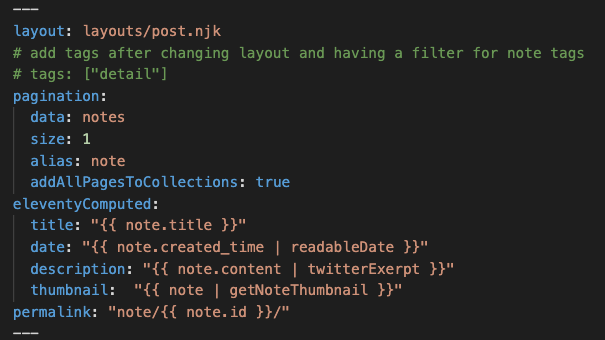 ---
layout: layouts/post.njk
# add tags after changing layout and having a filter for note tags
# tags: ["detail"]
pagination:
  data: notes
  size: 1
  alias: note
  addAllPagesToCollections: true
eleventyComputed:
  title: "{{ note.title }}"
  date: "{{ note.created_time | readableDate }}"
  description: "{{ note.content | twitterExerpt }}"
  thumbnail:  "{{ note | getNoteThumbnail }}"
permalink: "note/{{ note.id }}/"
---